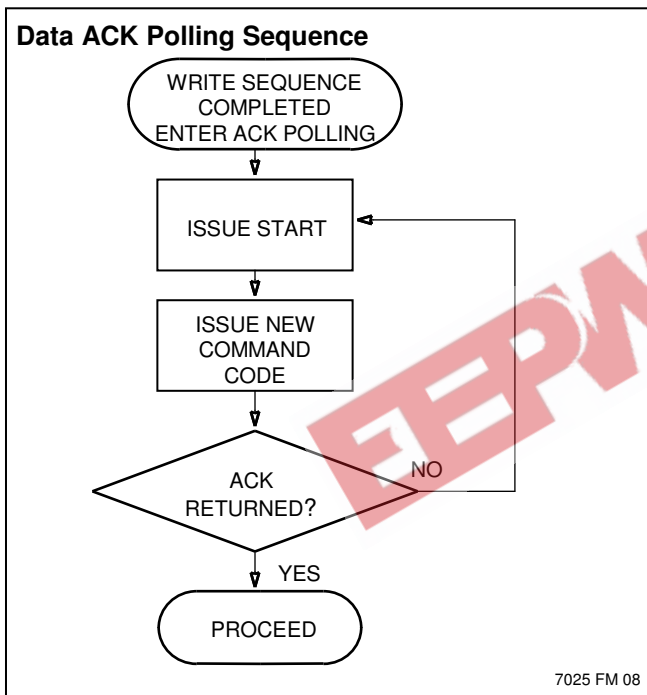 Data ACK Polling Sequence
WRITE SEQUENCE
COMPLETED
ENTER ACK POLLING
ISSUE START
ISSUE NEW
COMMAND
CODE
ACK
RETURNED?
NO
YES
PROCEED
EEPW
7025 FM 08